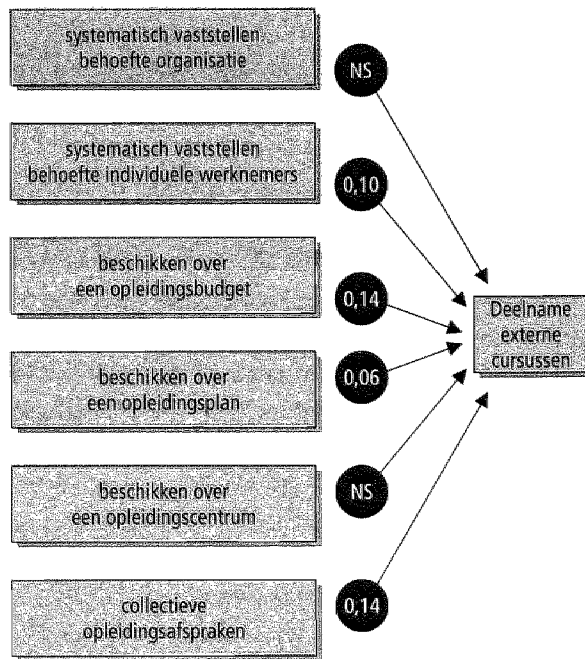 systematisch vaststellen
behoefte organisatie
NS
systematisch vaststellen
behoefte individuele werknemers
0,10
beschikken over
een opleidingsbudget
0,14
Deelname
externe
cursussen
beschikken over
een opleidingsplan
0,06
beschikken over
een opleidingscentrum
NS
collectieve
opleidingsafspraken
0,14